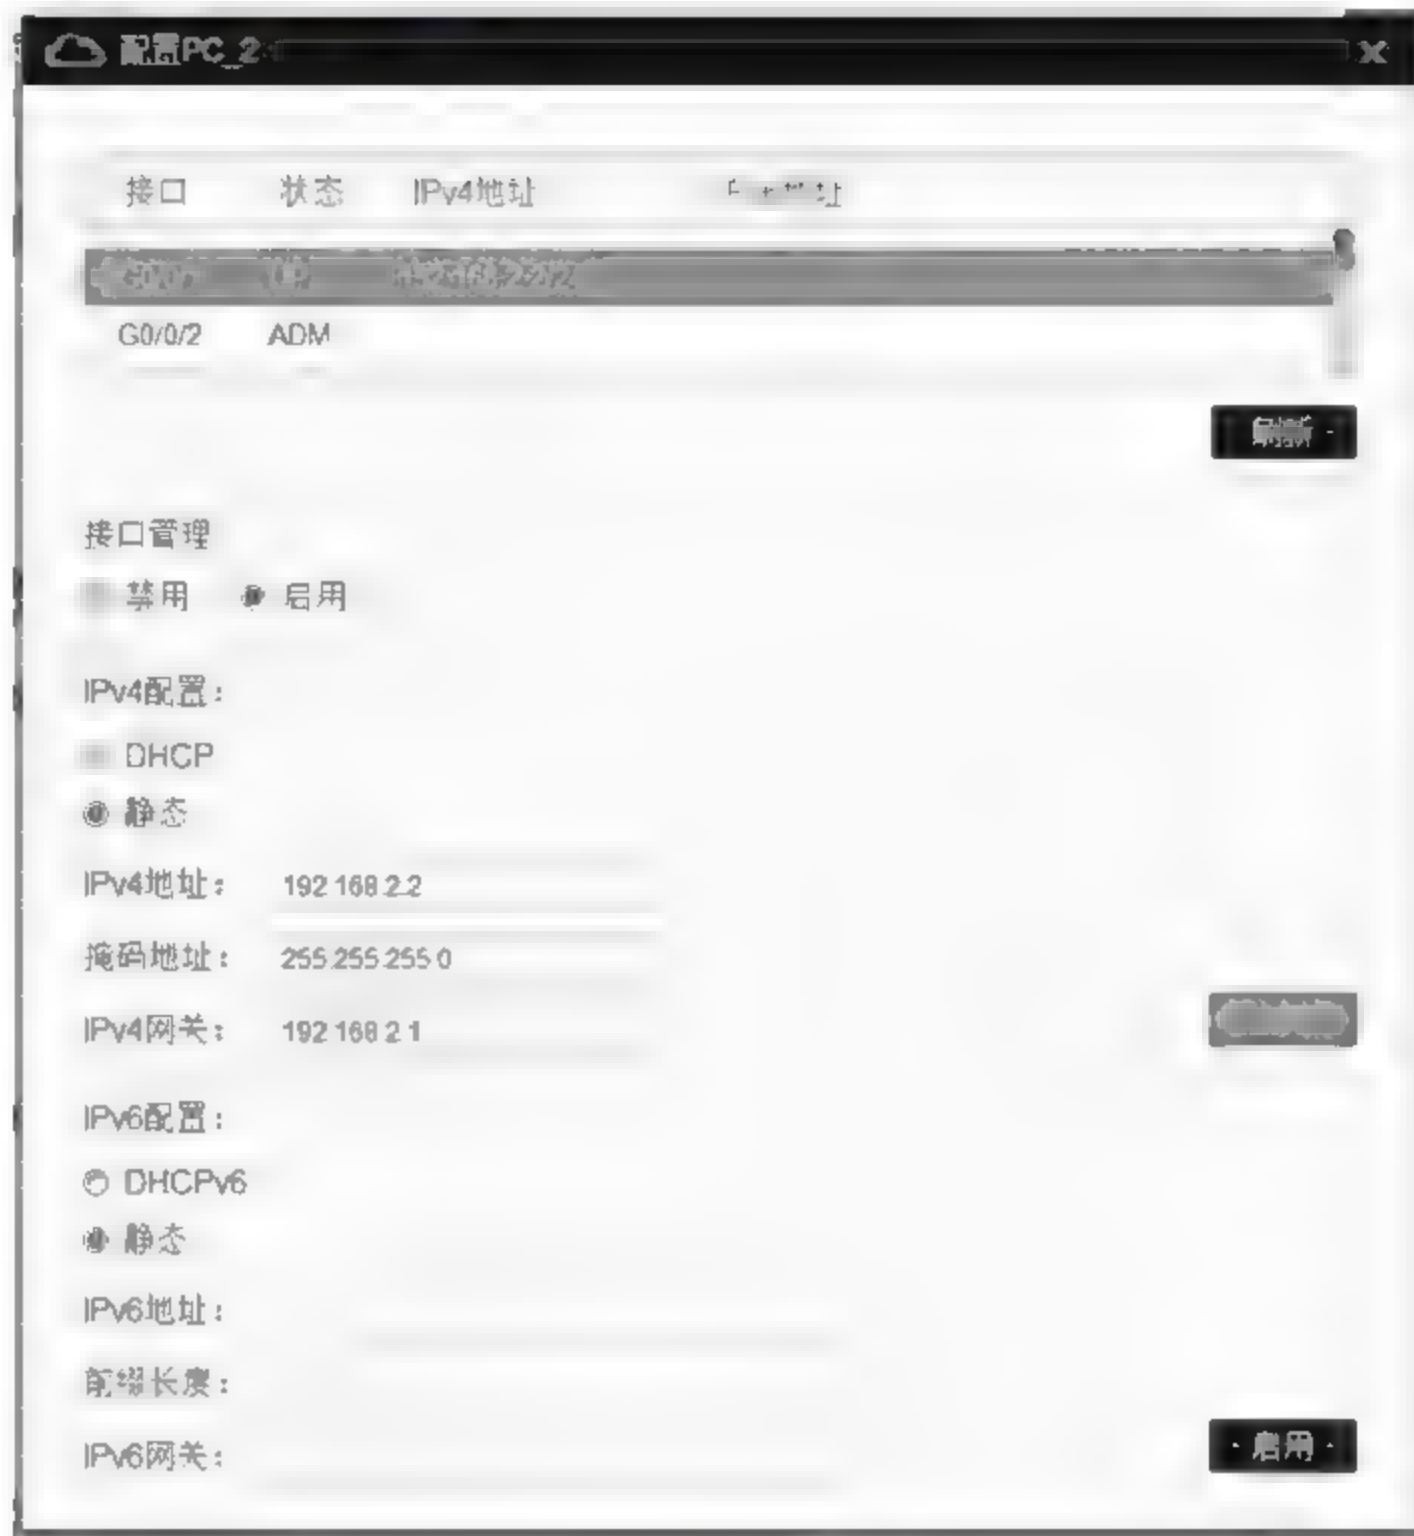 配置PC_2
接口 状态 IPv4地址
G0/0/2 ADM
刷新
接口管理
禁用 启用
IPv4配置：
DHCP
静态
IPv4地址： 192.168.2.2
掩码地址： 255.255.255.0
IPv4网关： 192.168.2.1
IPv6配置：
DHCPv6
静态
IPv6地址：
前缀长度：
IPv6网关：
启用